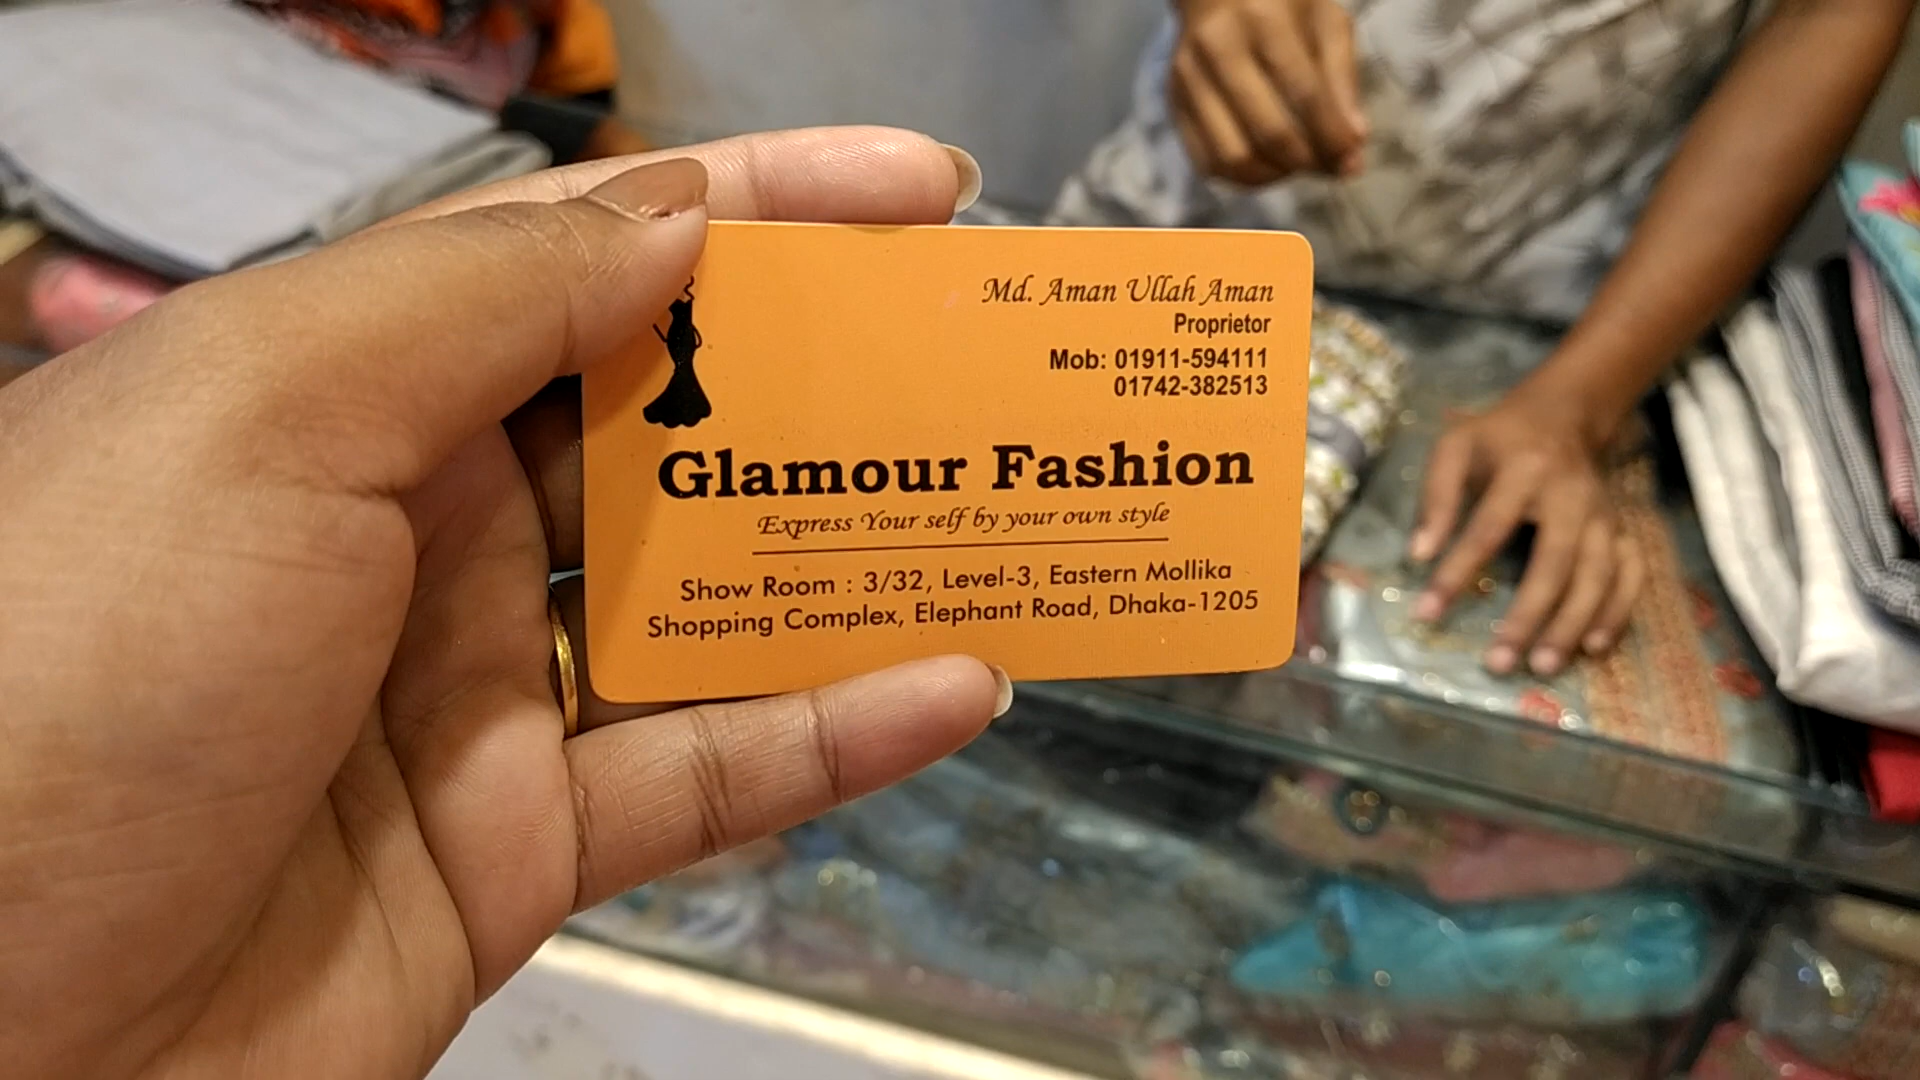 Md. Aman Ullah Aman
Proprietor
Mob: 01911-594111
01742-382513
Glamour Fashion
Express Your self by your own style
Show Room : 3/32, Level-3, Eastern Mollika
Shopping Complex, Elephant Road, Dhaka-1205